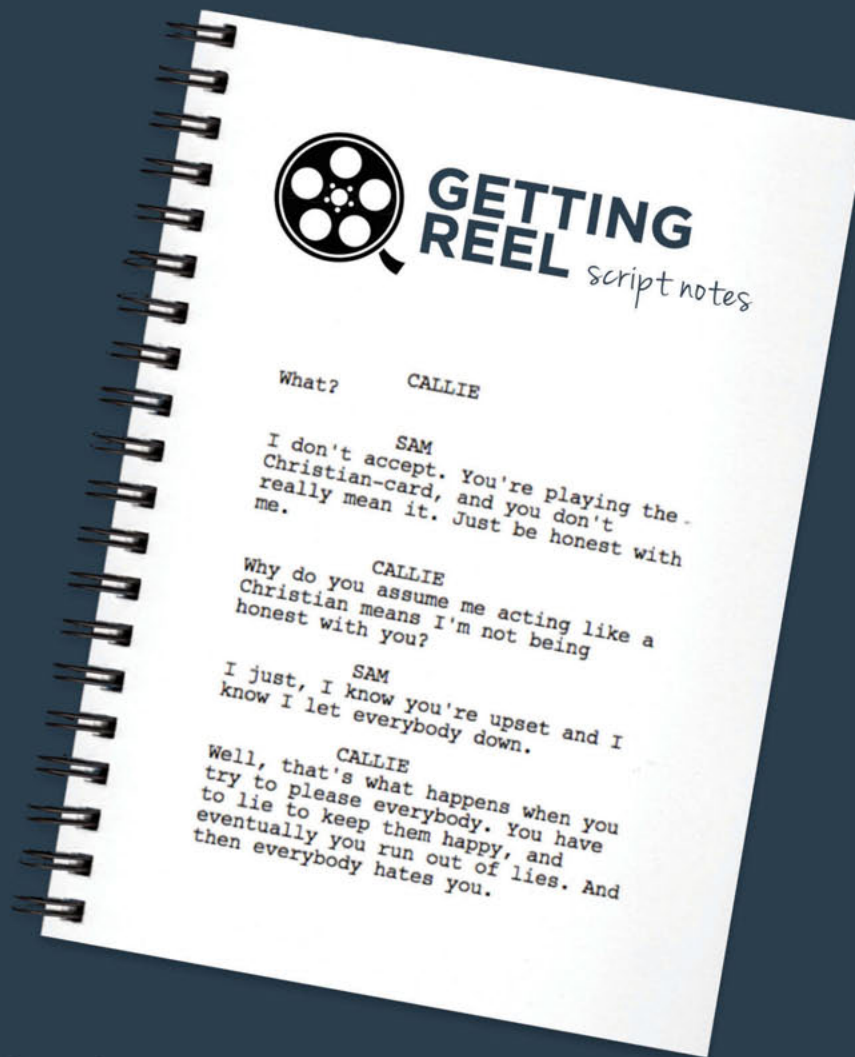 GETTING
REEL script notes
CALLIE
What?
SAM
I don't accept. You're playing the
Christian-card, and you don't
really mean it. Just be honest with
me.
CALLIE
Why do you assume me acting like a
Christian means I'm not being
honest with you?
SAM
I just, I know you're upset and I
know I let everybody down.
CALLIE
Well, that's what happens when you
try to please everybody. You have
to lie to keep them happy, and
eventually you run out of lies. And
then everybody hates you.